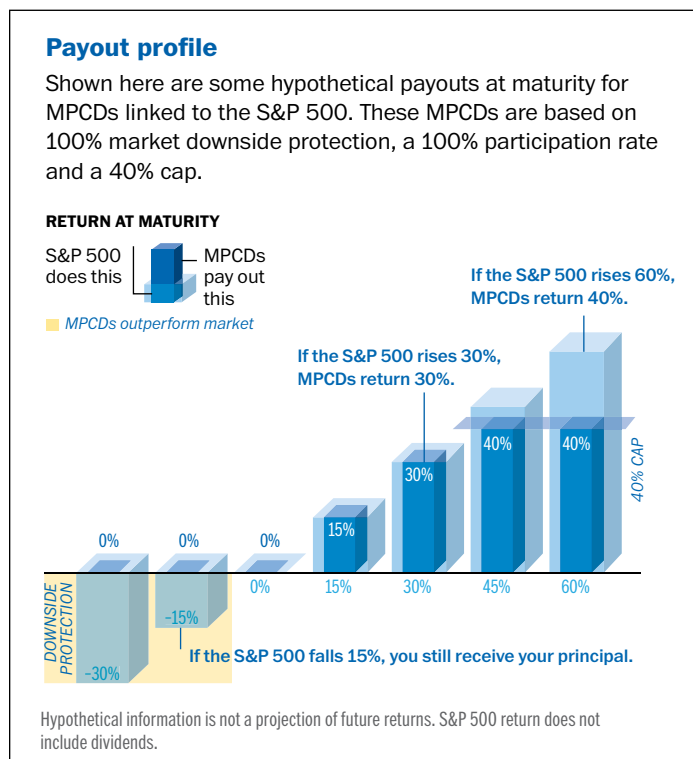 Payout profile
Shown here are some hypothetical payouts at maturity for
MPCDs linked to the S&P 500. These MPCDs are based on
100% market downside protection, a 100% participation rate
and a 40% cap.
RETURN AT MATURITY
S&P 500
does this
MPCDs
pay out
this
MPCDs outperform market
If the S&P 500 rises 60%,
MPCDs return 40%.
If the S&P 500 rises 30%,
MPCDs return 30%.
40% CAP
0%
0%
0%
15%
30%
40%
40%
0%
15%
30%
45%
60%
DOWNSIDE
PROTECTION
–15%
–30%
If the S&P 500 falls 15%, you still receive your principal.
Hypothetical information is not a projection of future returns. S&P 500 return does not
include dividends.